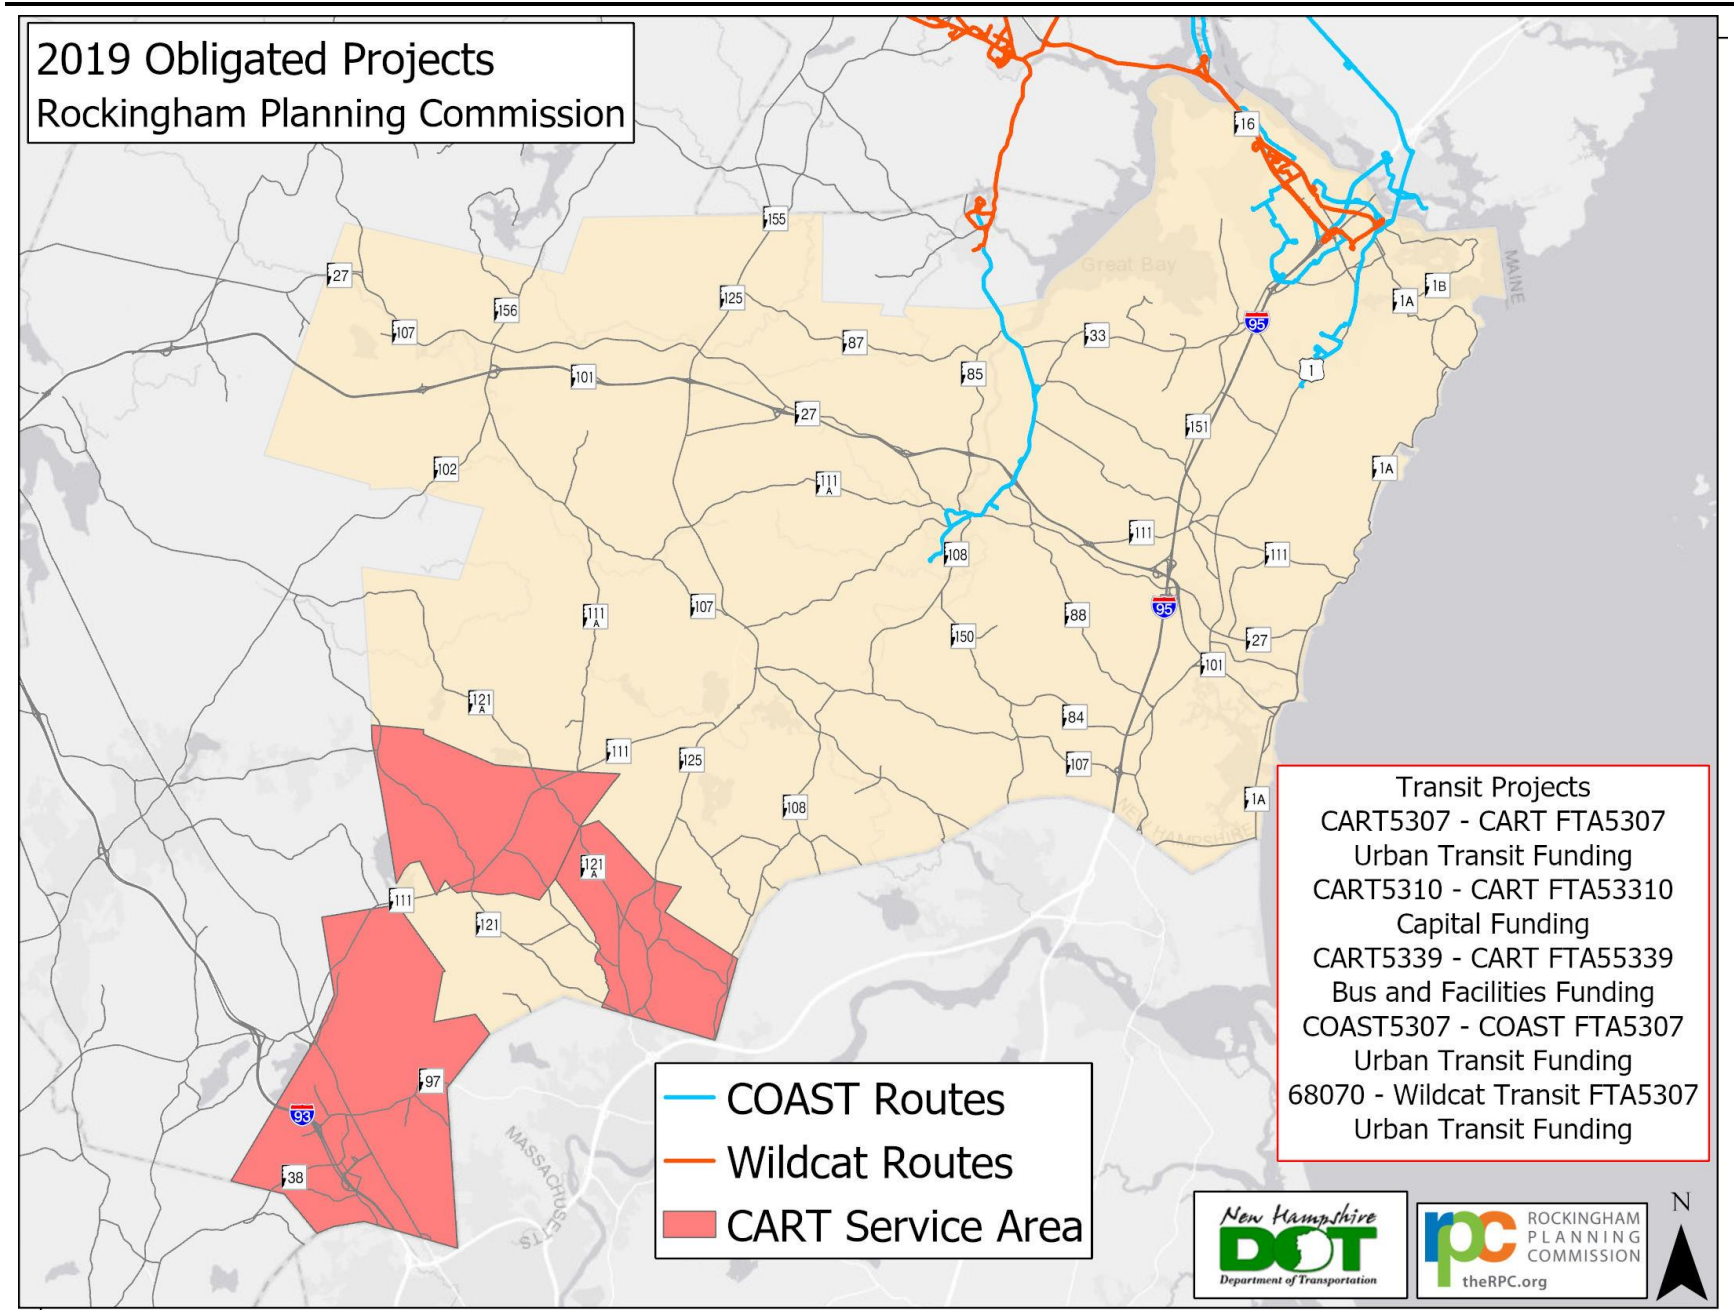 2019 Obligated Projects
Rockingham Planning Commission
16
155
27
156
125
107
Great Bay
MAINE
1B
1A
95
33
87
85
1
101
27
151
102
111
A
1A
111
111
108
111
A
107
88
95
150
27
101
121
A
84
111
125
107
108
1A
NEW HAMPSHIRE
121
A
111
121
97
93
38
MASSACHUSETTS
Transit Projects
CART5307 - CART FTA5307
Urban Transit Funding
CART5310 - CART FTA53310
Capital Funding
CART5339 - CART FTA55339
Bus and Facilities Funding
COAST5307 - COAST FTA5307
Urban Transit Funding
68070 - Wildcat Transit FTA5307
Urban Transit Funding
COAST Routes
Wildcat Routes
CART Service Area
New Hampshire
DOT
Department of Transportation
rpc
ROCKINGHAM
PLANNING
COMMISSION
theRPC.org
N